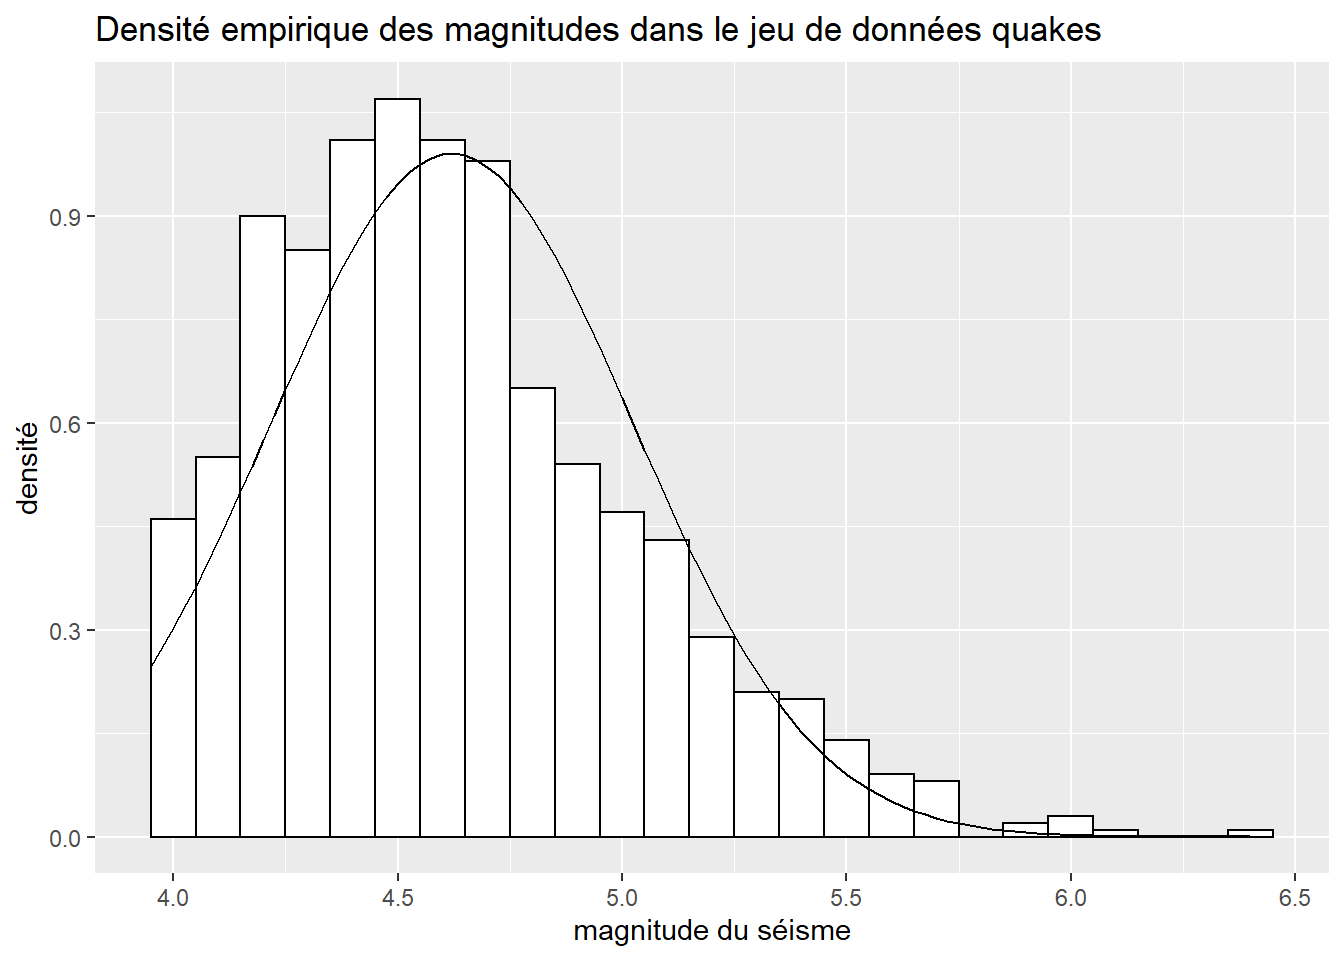 Densité empirique des magnitudes dans le jeu de données quakes
densité
0.9
0.6
0.3
0.0
4.0 4.5 5.0 5.5 6.0 6.5
magnitude du séisme